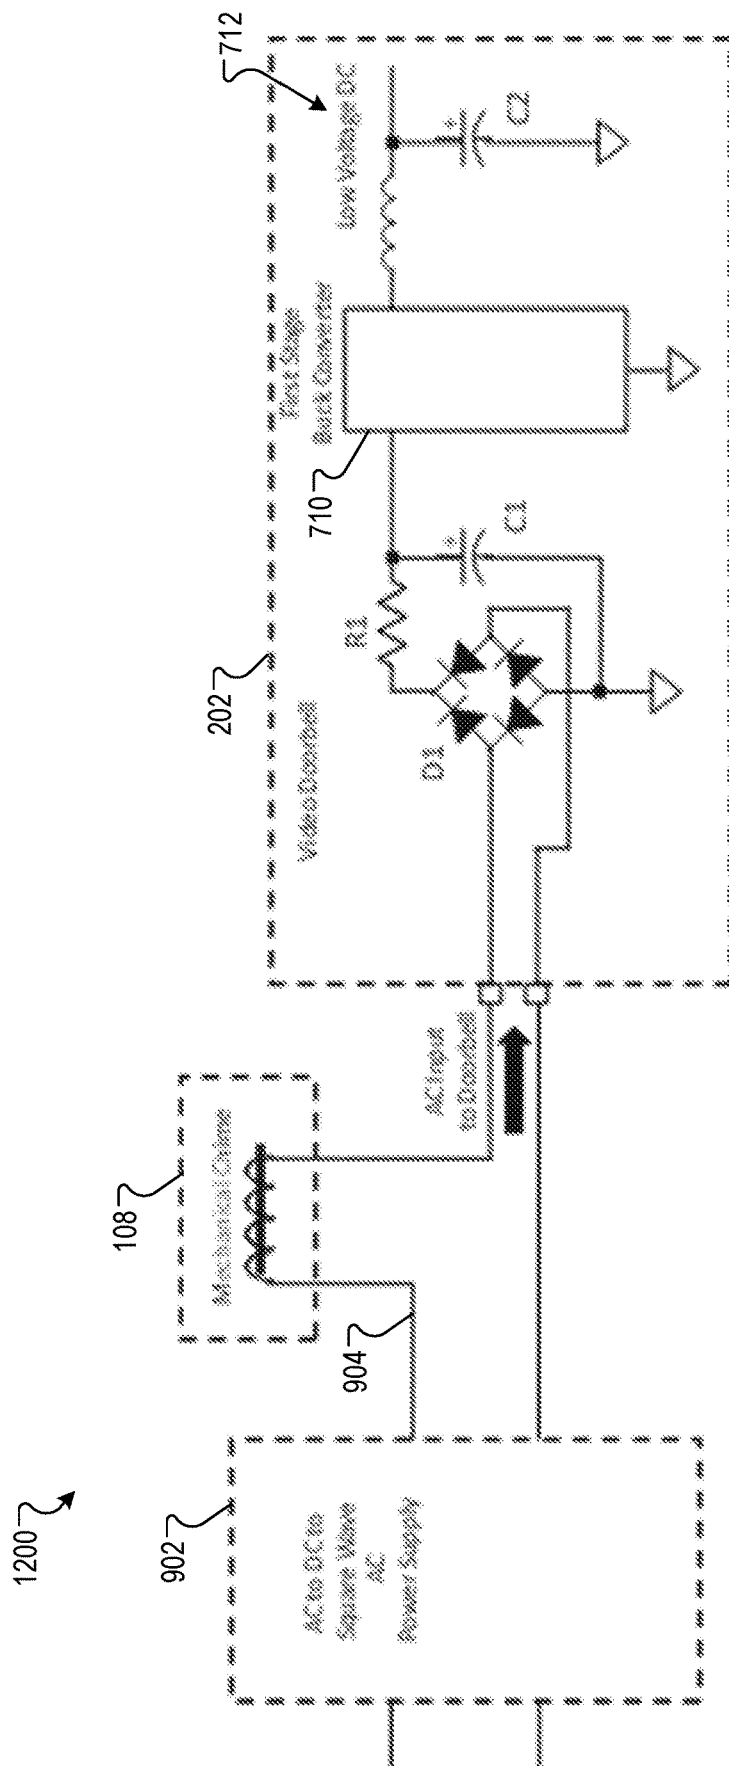 1200
902
AC to DC to
Square Wave
AC
Power Supply
904
108
Mechanical Chime
AC Input
to Doorbell
202
Video Doorbell
D1
R1
C1
710
First Stage
Buck Converter
Low Voltage DC
712
+
C2
+